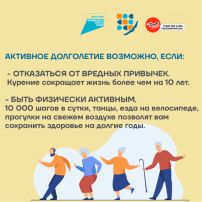 АКТИВНОЕ ДОЛГОЛЕТИЕ ВОЗМОЖНО, ЕСЛИ:
- ОТКАЗАТЬСЯ ОТ ВРЕДНЫХ ПРИВЫЧЕК.
Курение сокращает жизнь более чем на 10 лет.
- БЫТЬ ФИЗИЧЕСКИ АКТИВНЫМ.
10 000 шагов в сутки, танцы, езда на велосипеде,
прогулки на свежем воздухе позволят вам
сохранить здоровье на долгие годы.